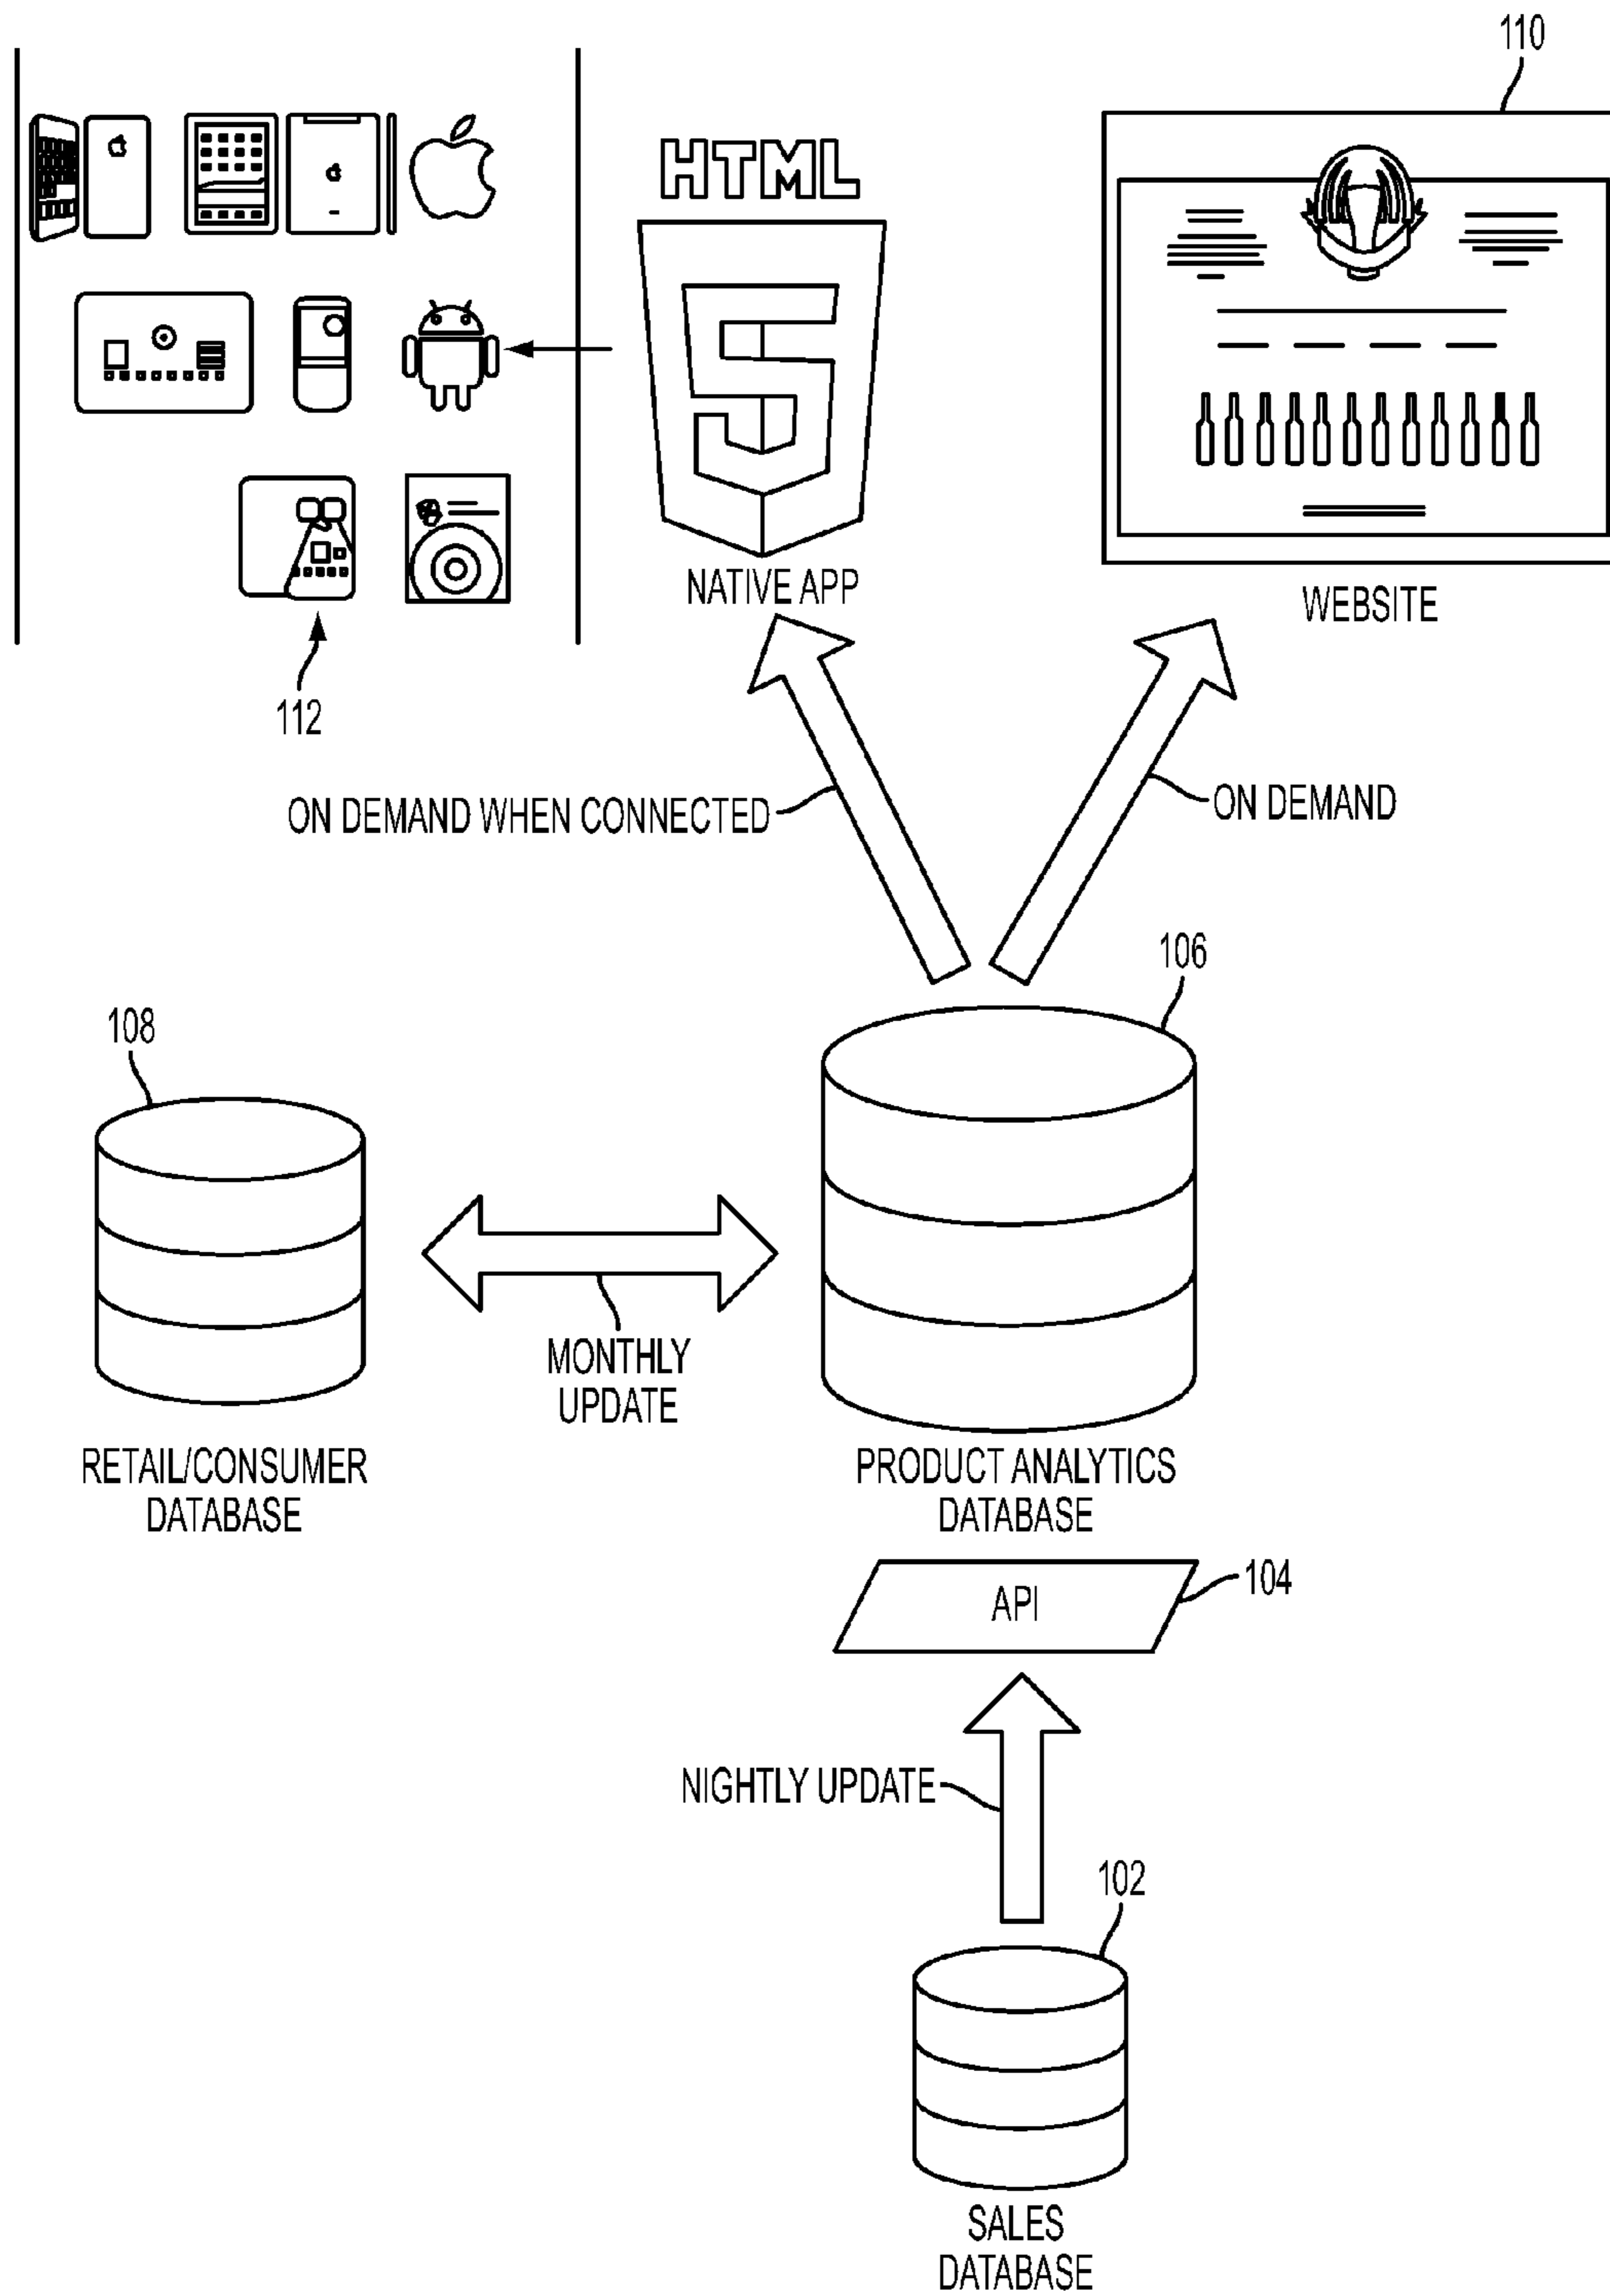 110
HTML
5
NATIVE APP
WEBSITE
112
ON DEMAND WHEN CONNECTED
ON DEMAND
106
108
MONTHLY
UPDATE
RETAIL/CONSUMER
DATABASE
PRODUCT ANALYTICS
DATABASE
API
104
NIGHTLY UPDATE
102
SALES
DATABASE